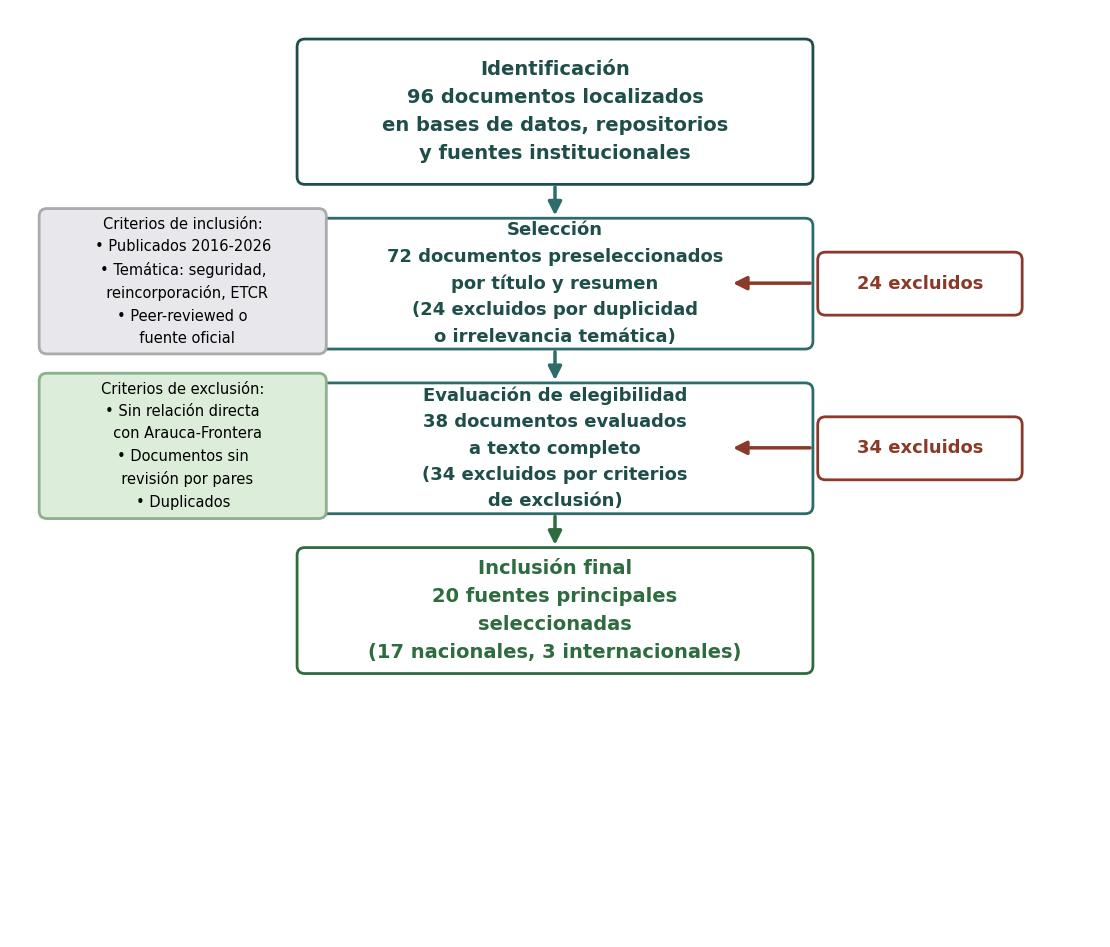 Identificación
96 documentos localizados
en bases de datos, repositorios
y fuentes institucionales
Criterios de inclusión:
• Publicados 2016-2026
• Temática: seguridad,
reincorporación, ETCR
• Peer-reviewed o
fuente oficial
Selección
72 documentos preseleccionados
por título y resumen
(24 excluidos por duplicidad
o irrelevancia temática)
24 excluidos
Criterios de exclusión:
• Sin relación directa
con Arauca-Frontera
• Documentos sin
revisión por pares
• Duplicados
Evaluación de elegibilidad
38 documentos evaluados
a texto completo
(34 excluidos por criterios
de exclusión)
34 excluidos
Inclusión final
20 fuentes principales
seleccionadas
(17 nacionales, 3 internacionales)